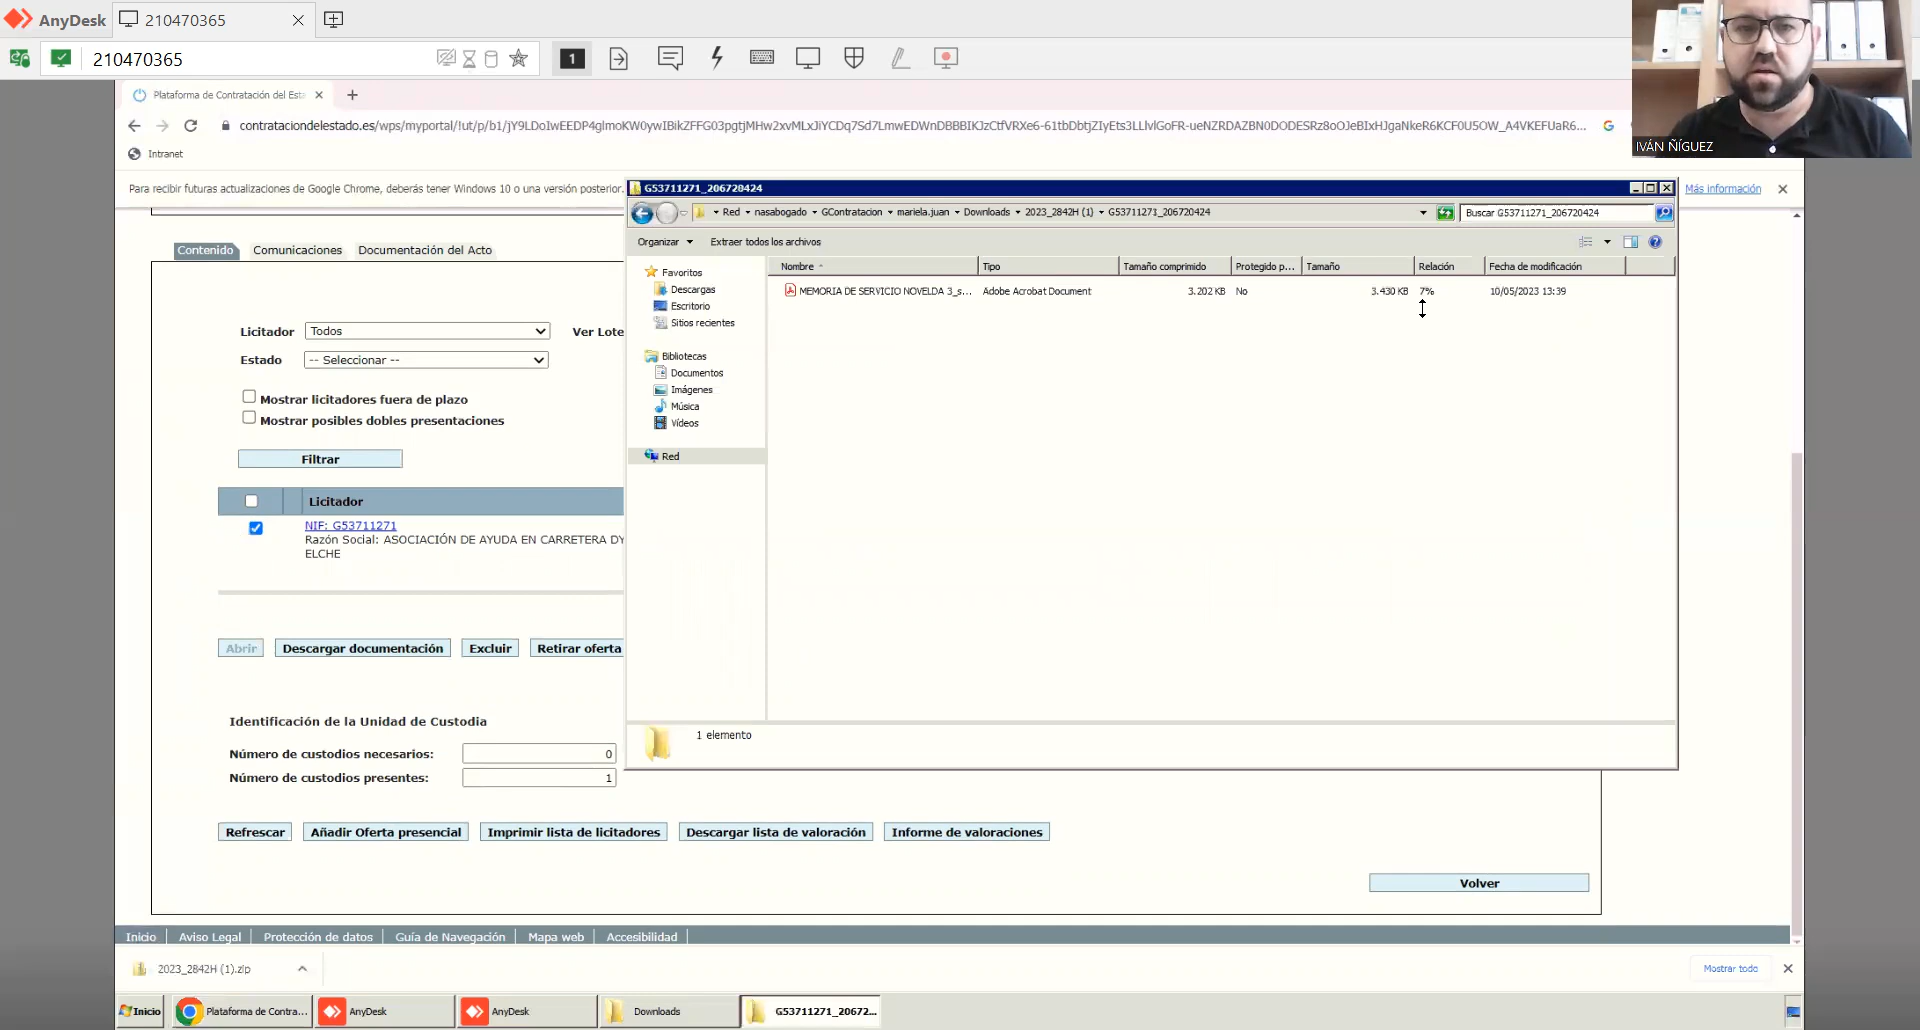 AnyDesk
210470365
210470365
1
IVÁN ÑÍGUEZ
Plataforma de Contratación del Esta
contrataciondelestado.es/wps/myportal/!ut/p/b1/
Intranet
Para recibir futuras actualizaciones de Google Chrome, deberás tener Windows 10 o una versión posterior.
Más información
G53711271_206720424
Red
nasabogado
GContratacion
mariela.juan
Downloads
2023_2842H (1)
G53711271_206720424
Buscar G53711271_206720424
Organizar
Extraer todos los archivos
Contenido
Comunicaciones
Documentación del Acto
Favoritos
Descargas
Escritorio
Sitios recientes
Bibliotecas
Documentos
Imágenes
Música
Vídeos
Red
Nombre
Tipo
Tamaño comprimido
Protegido p...
Tamaño
Relación
Fecha de modificación
MEMORIA DE SERVICIO NOVELDA 3_s...
Adobe Acrobat Document
3.202 KB
No
3.430 KB
7%
10/05/2023 13:39
1 elemento
Licitador
Todos
Ver Lote
Estado
-- Seleccionar --
Mostrar licitadores fuera de plazo
Mostrar posibles dobles presentaciones
Filtrar
Licitador
NIF: G53711271
Razón Social: ASOCIACIÓN DE AYUDA EN CARRETERA DY
ELCHE
Abrir
Descargar documentación
Excluir
Retirar oferta
Identificación de la Unidad de Custodia
Número de custodios necesarios:
0
Número de custodios presentes:
1
Refrescar
Añadir Oferta presencial
Imprimir lista de licitadores
Descargar lista de valoración
Informe de valoraciones
Volver
Inicio
Aviso Legal
Protección de datos
Guía de Navegación
Mapa web
Accesibilidad
2023_2842H (1).zip
Mostrar todo
Inicio
Plataforma de Contra...
AnyDesk
AnyDesk
Downloads
G53711271_20672...